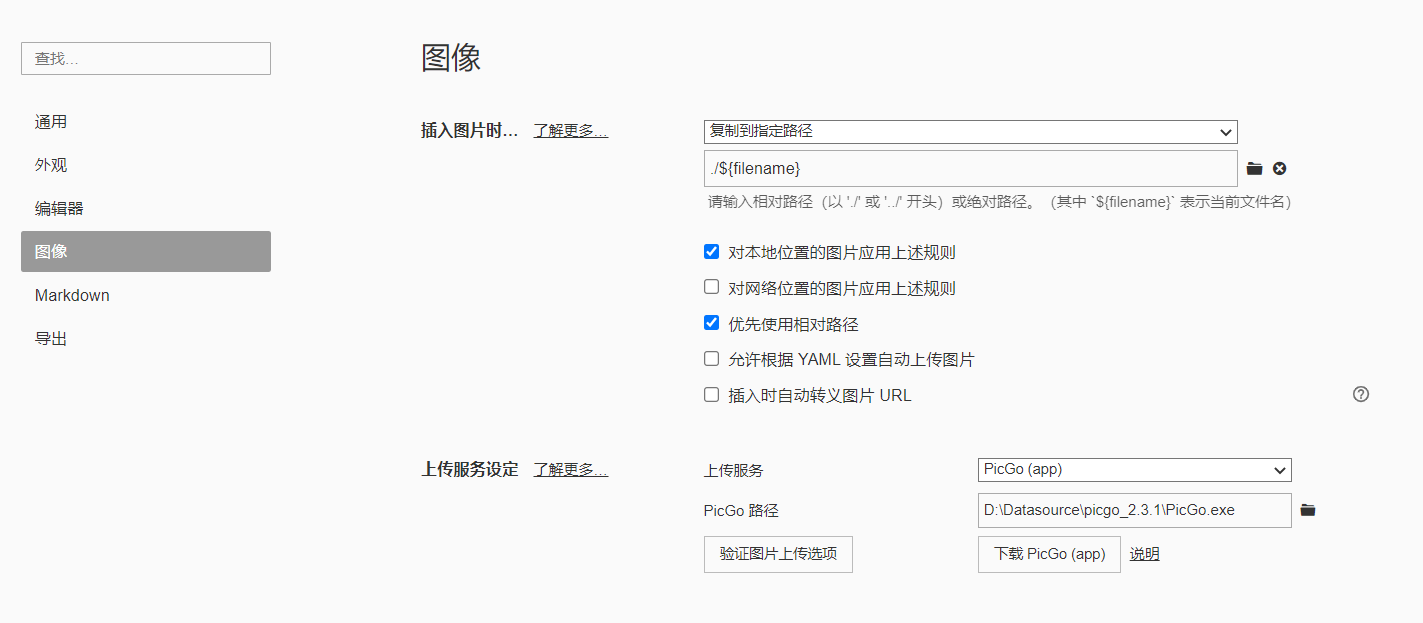 查找...
通用
外观
编辑器
图像
Markdown
导出
图像
插入图片时... 了解更多...
复制到指定路径
./${filename}
请输入相对路径（以 './' 或 '../' 开头）或绝对路径。（其中 `${filename}` 表示当前文件名）
对本地位置的图片应用上述规则
对网络位置的图片应用上述规则
优先使用相对路径
允许根据 YAML 设置自动上传图片
插入时自动转义图片 URL
上传服务设定 了解更多...
上传服务 PicGo (app)
PicGo 路径 D:\Datasource\picgo_2.3.1\PicGo.exe
验证图片上传选项 下载 PicGo (app) 说明